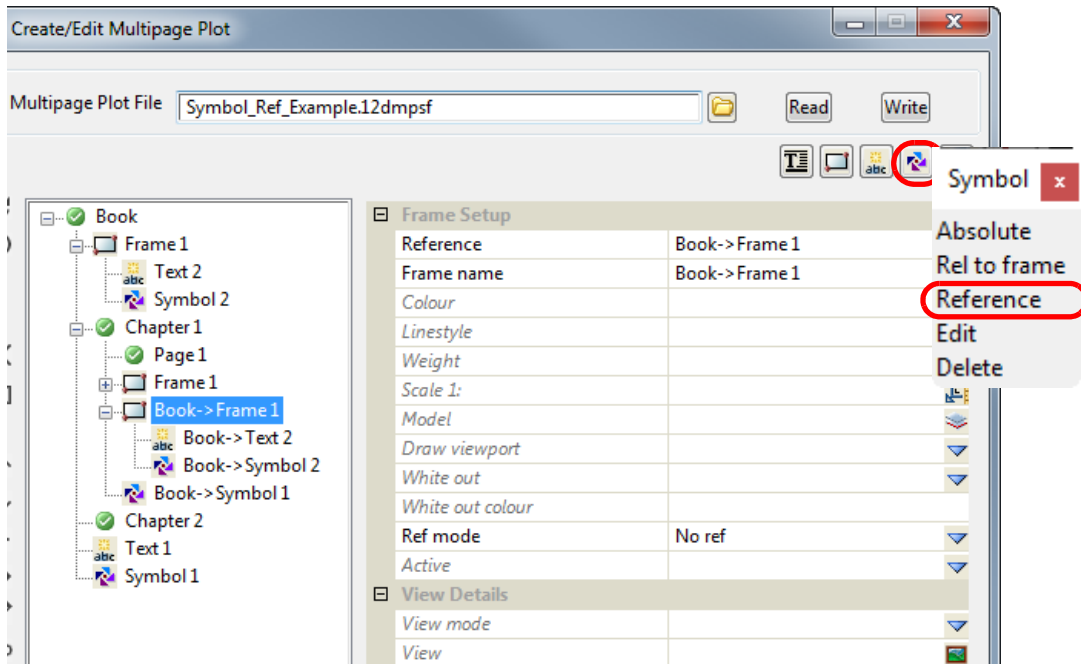 Create/Edit Multipage Plot
Multipage Plot File Symbol_Ref_Example.12dmpsf Read Write
T abc
Symbol x
Absolute
Rel to frame
Reference
Edit
Delete
Book
Frame 1
abc Text 2
Symbol 2
Chapter 1
Page 1
Frame 1
Book->Frame 1
abc Book->Text 2
Book->Symbol 2
Book->Symbol 1
Chapter 2
abc Text 1
Symbol 1
Frame Setup
Reference Book->Frame 1
Frame name Book->Frame 1
Colour
Linestyle
Weight
Scale 1:
Model
Draw viewport
White out
White out colour
Ref mode No ref
Active
View Details
View mode
View